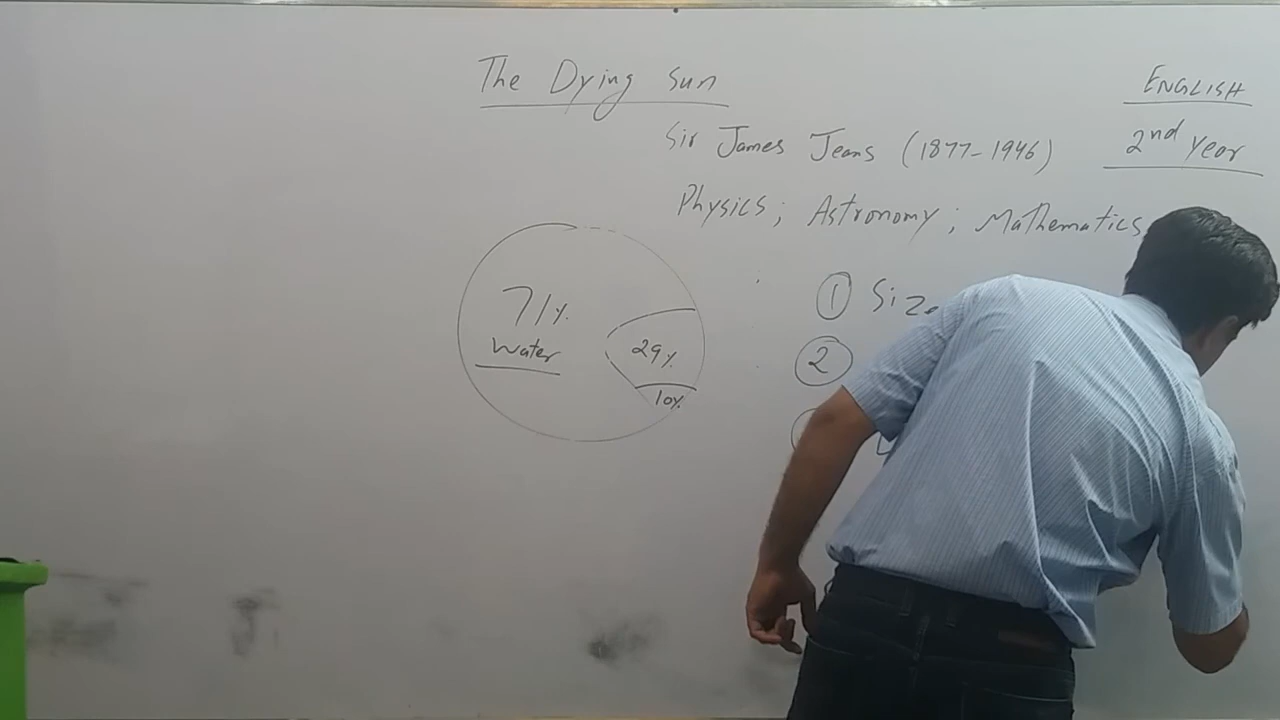 The Dying Sun
ENGLISH
2nd Year
Sir James Jeans (1877-1946)
Physics; Astronomy; Mathematics
71%
Water
29%
10%
1 Size
2